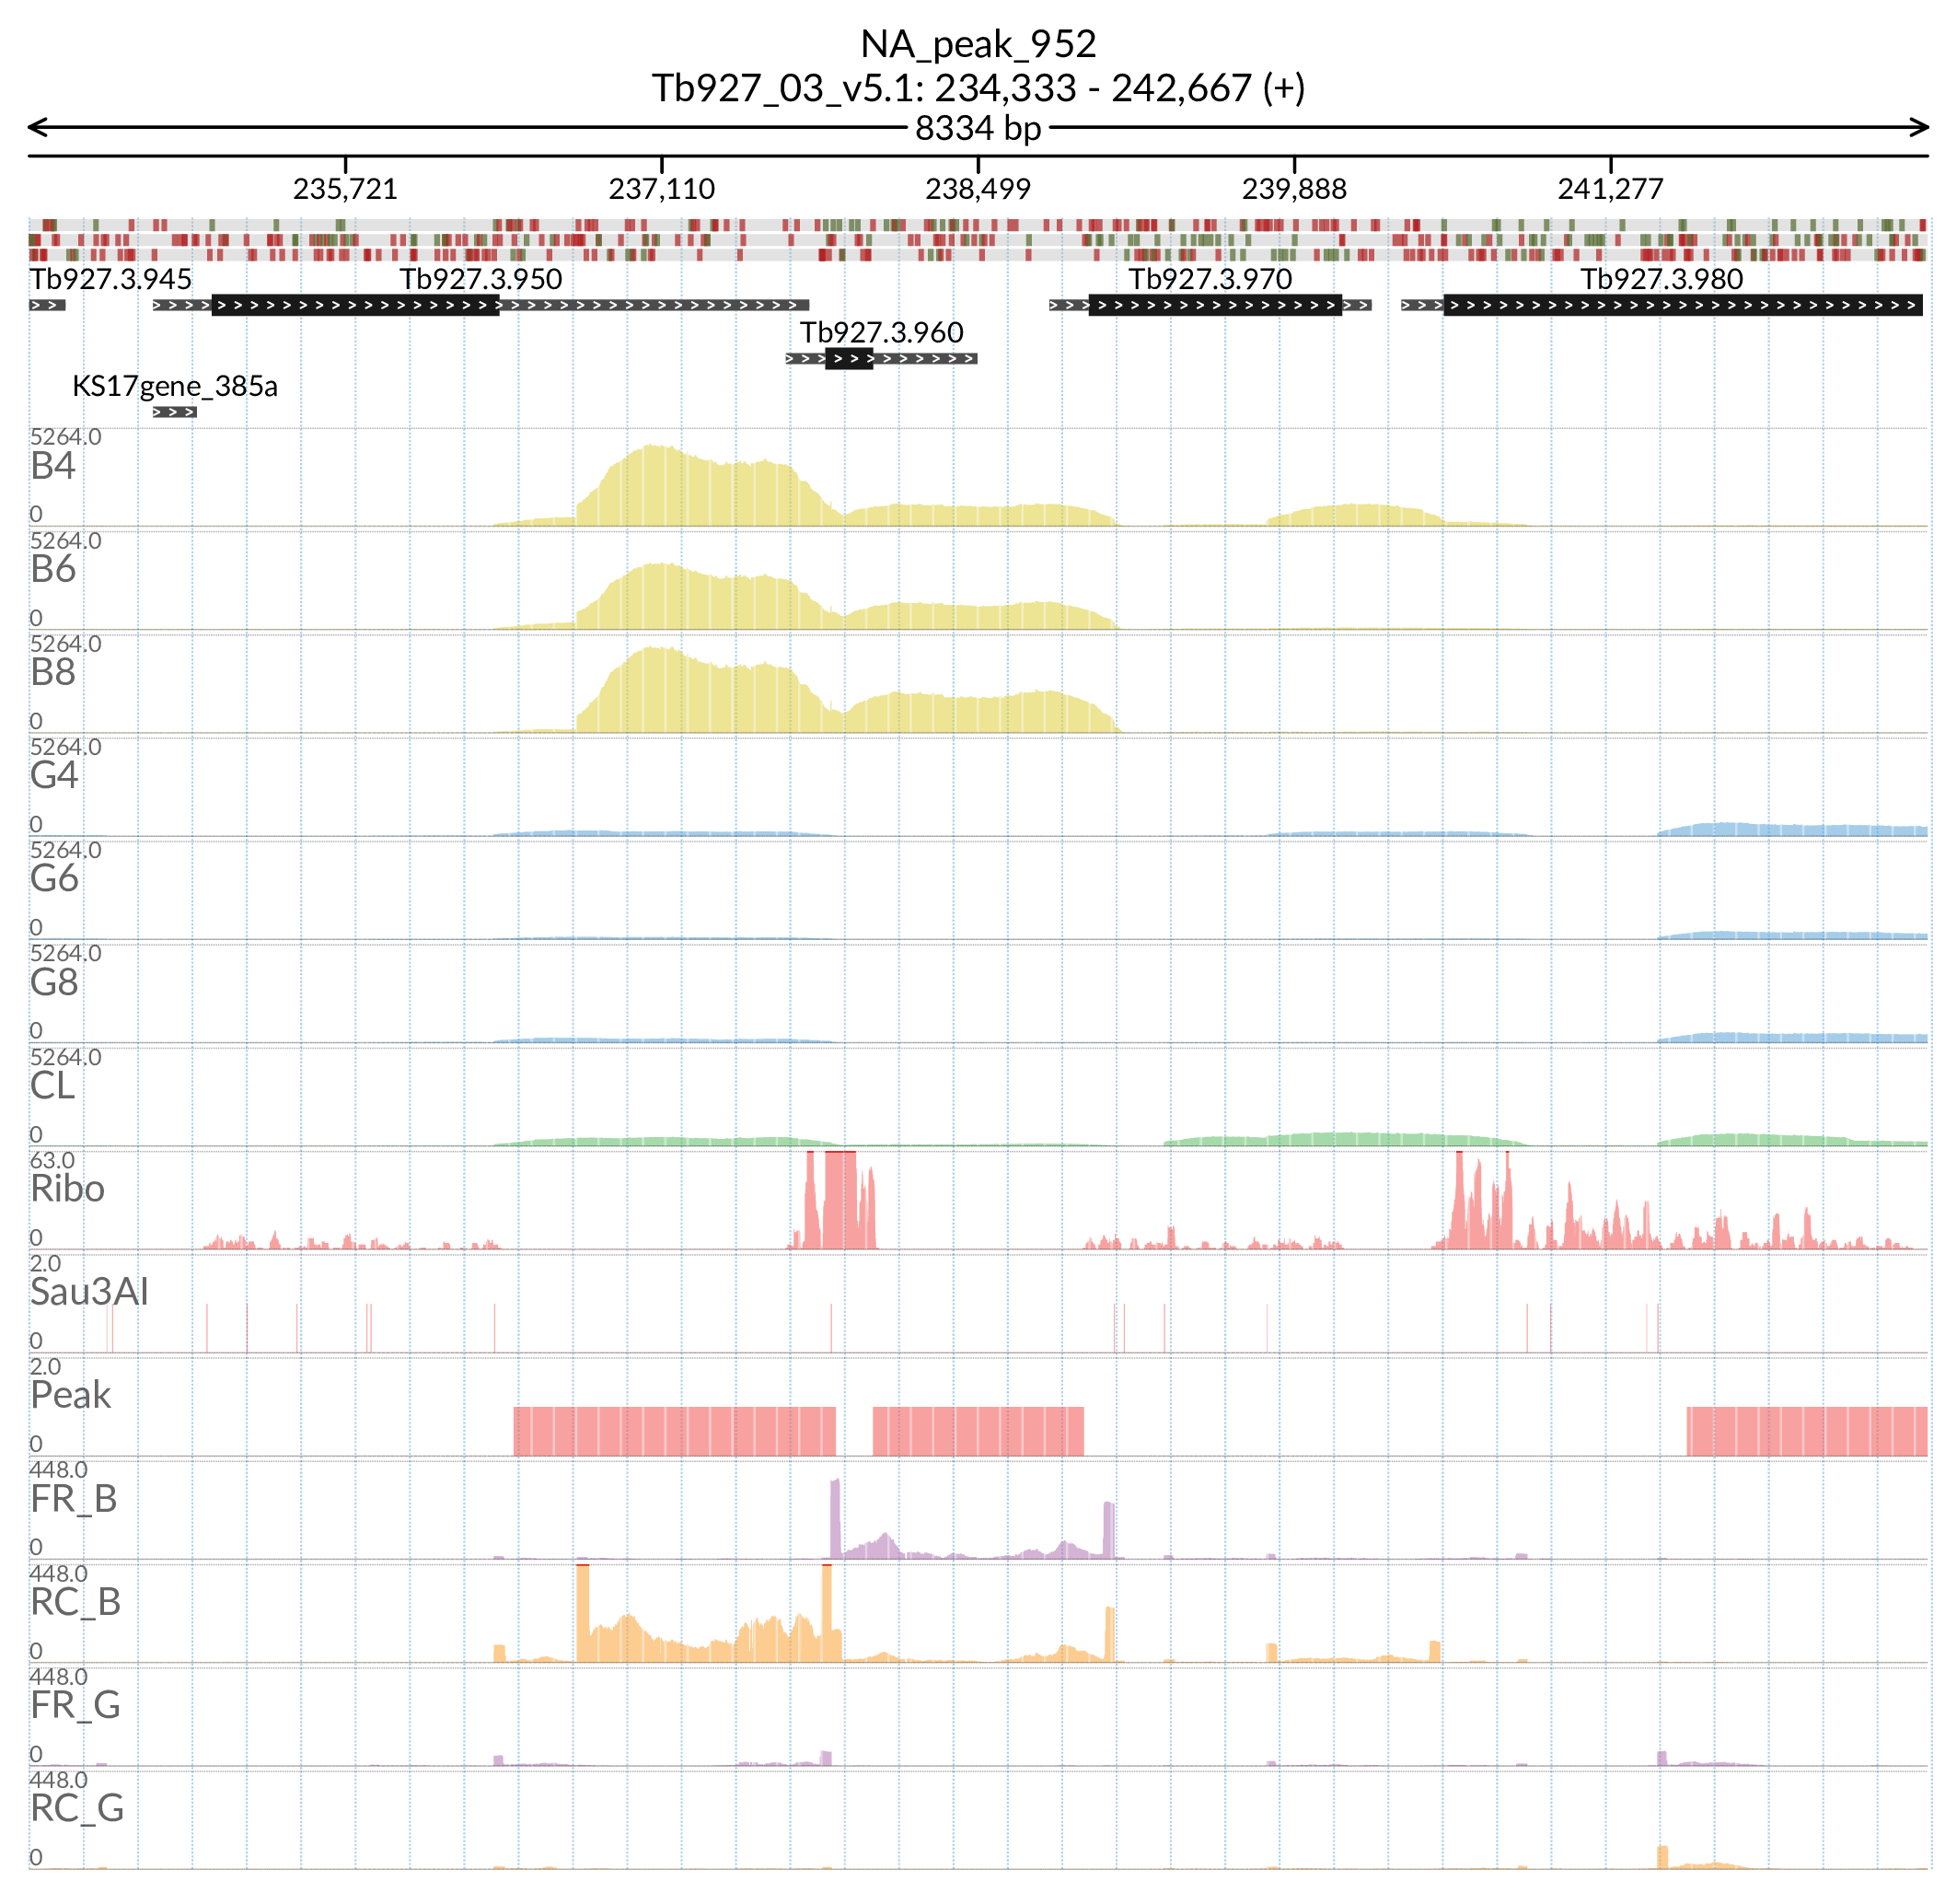 NA_peak_952
Tb927_03_v5.1: 234,333 - 242,667 (+)
8334 bp
235,721 237,110 238,499 239,888 241,277
Tb927.3.945 Tb927.3.950 Tb927.3.970 Tb927.3.980
Tb927.3.960
KS17gene_385a
5264.0
B4
0
5264.0
B6
0
5264.0
B8
0
5264.0
G4
0
5264.0
G6
0
5264.0
G8
0
5264.0
CL
0
63.0
Ribo
0
2.0
Sau3AI
0
2.0
Peak
0
448.0
FR_B
0
448.0
RC_B
0
448.0
FR_G
0
448.0
RC_G
0